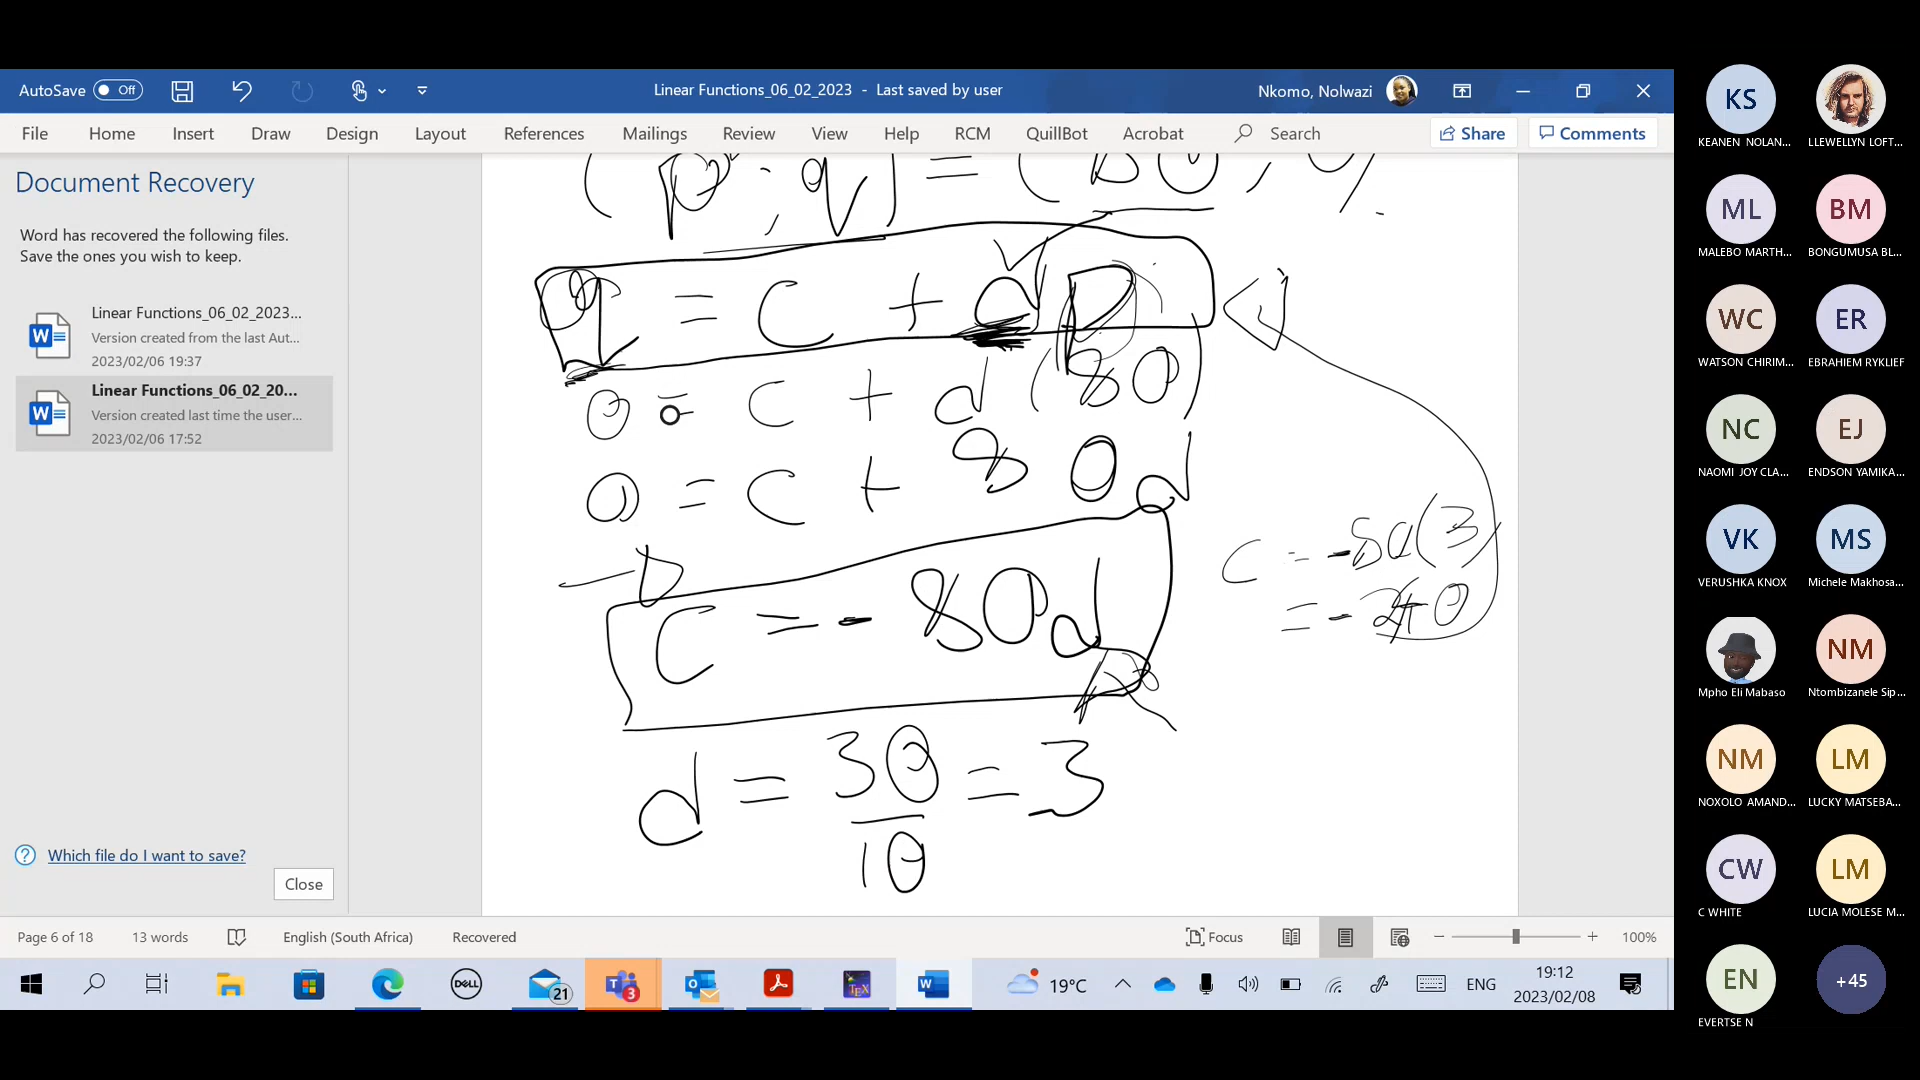 AutoSave Off
Linear Functions_06_02_2023 - Last saved by user
Nkomo, Nolwazi
File Home Insert Draw Design Layout References Mailings Review View Help RCM QuillBot Acrobat Search Share Comments
Document Recovery
Word has recovered the following files.
Save the ones you wish to keep.
Linear Functions_06_02_2023...
Version created from the last Aut...
2023/02/06 19:37
Linear Functions_06_02_20...
Version created last time the user...
2023/02/06 17:52
Which file do I want to save?
Close
(p ; q) = (80, 0)
q = c + dp
0 = c + d(80)
0 = c + 80d
c = - 80d
d = 30/10 = 3
c = -80(3)
= - 240
Page 6 of 18 13 words English (South Africa) Recovered Focus 100%
DELL 21 3 TEX 19°C ENG
19:12
2023/02/08
KS
KEANEN NOLAN...
LLEWELLYN LOFT...
ML
MALEBO MARTH...
BM
BONGUMUSA BL...
WC
WATSON CHIRIM...
ER
EBRAHIEM RYKLIEF
NC
NAOMI JOY CLA...
EJ
ENDSON YAMIKA...
VK
VERUSHKA KNOX
MS
Michele Makhosa...
Mpho Eli Mabaso
NM
Ntombizanele Sip...
NM
NOXOLO AMAND...
LM
LUCKY MATSEBA...
CW
C WHITE
LM
LUCIA MOLESE M...
EN
EVERTSE N
+45